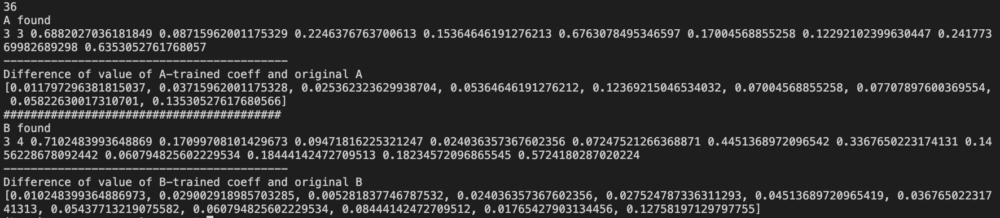 36
A found
3 3 0.6882027036181849 0.08715962001175329 0.2246376763700613 0.15364646191276213 0.6763078495346597 0.17004568855258 0.12292102399630447 0.241773
69982689298 0.6353052761768057
------------------------------------------
Difference of value of A-trained coeff and original A
[0.011797296381815037, 0.03715962001175328, 0.025362323629938704, 0.05364646191276212, 0.12369215046534032, 0.07004568855258, 0.07707897600369554,
 0.05822630017310701, 0.13530527617680566]
#########################################
B found
3 4 0.7102483993648869 0.17099708101429673 0.09471816225321247 0.024036357367602356 0.07247521266368871 0.4451368972096542 0.3367650223174131 0.14
56228678092442 0.060794825602229534 0.18444142472709513 0.18234572096865545 0.5724180287020224
------------------------------------------
Difference of value of B-trained coeff and original B
[0.010248399364886973, 0.029002918985703285, 0.005281837746787532, 0.024036357367602356, 0.027524787336311293, 0.04513689720965419, 0.036765022317
41313, 0.05437713219075582, 0.060794825602229534, 0.08444142472709512, 0.01765427903134456, 0.12758197129797755]